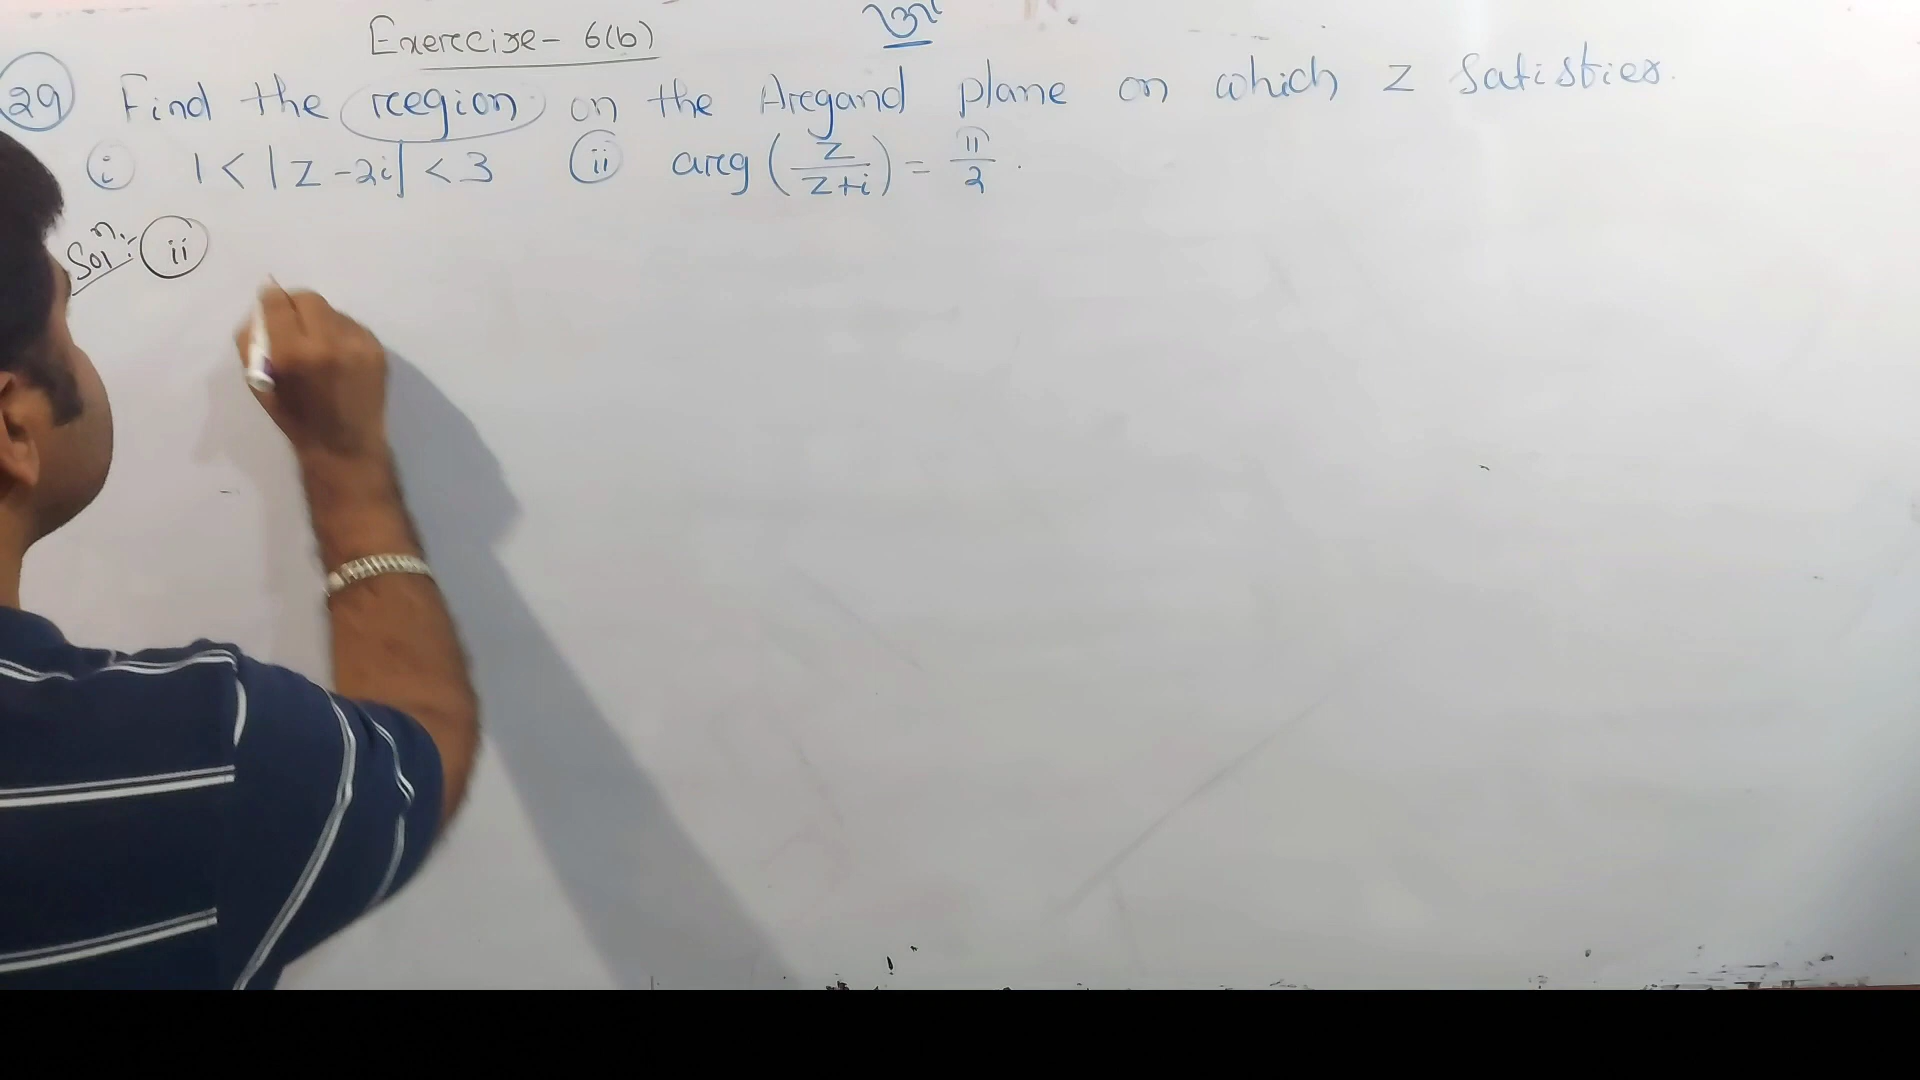 Exercise - 6(b)
29 Find the region on the Argand plane on which z satisfies.
(i) 1 < |z - 2i| < 3 (ii) arg (z/(z+i)) = π/2 .
Solⁿ:- (ii)